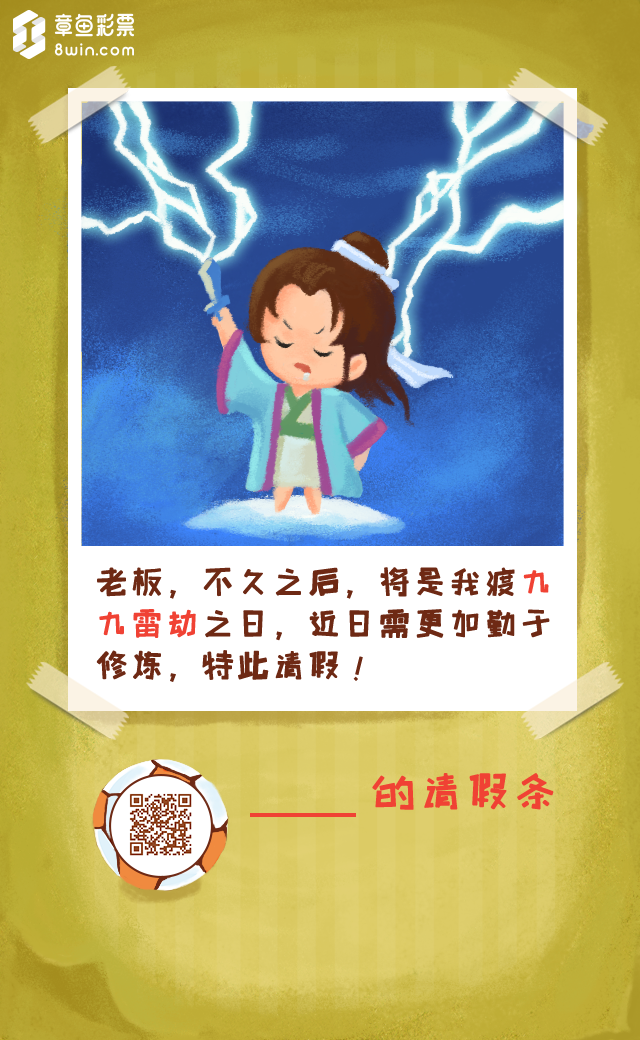 章鱼彩票
8win.com
老板，不久之后，将是我渡九
九雷劫之日，近日需更加勤于
修炼，特此请假！
的请假条